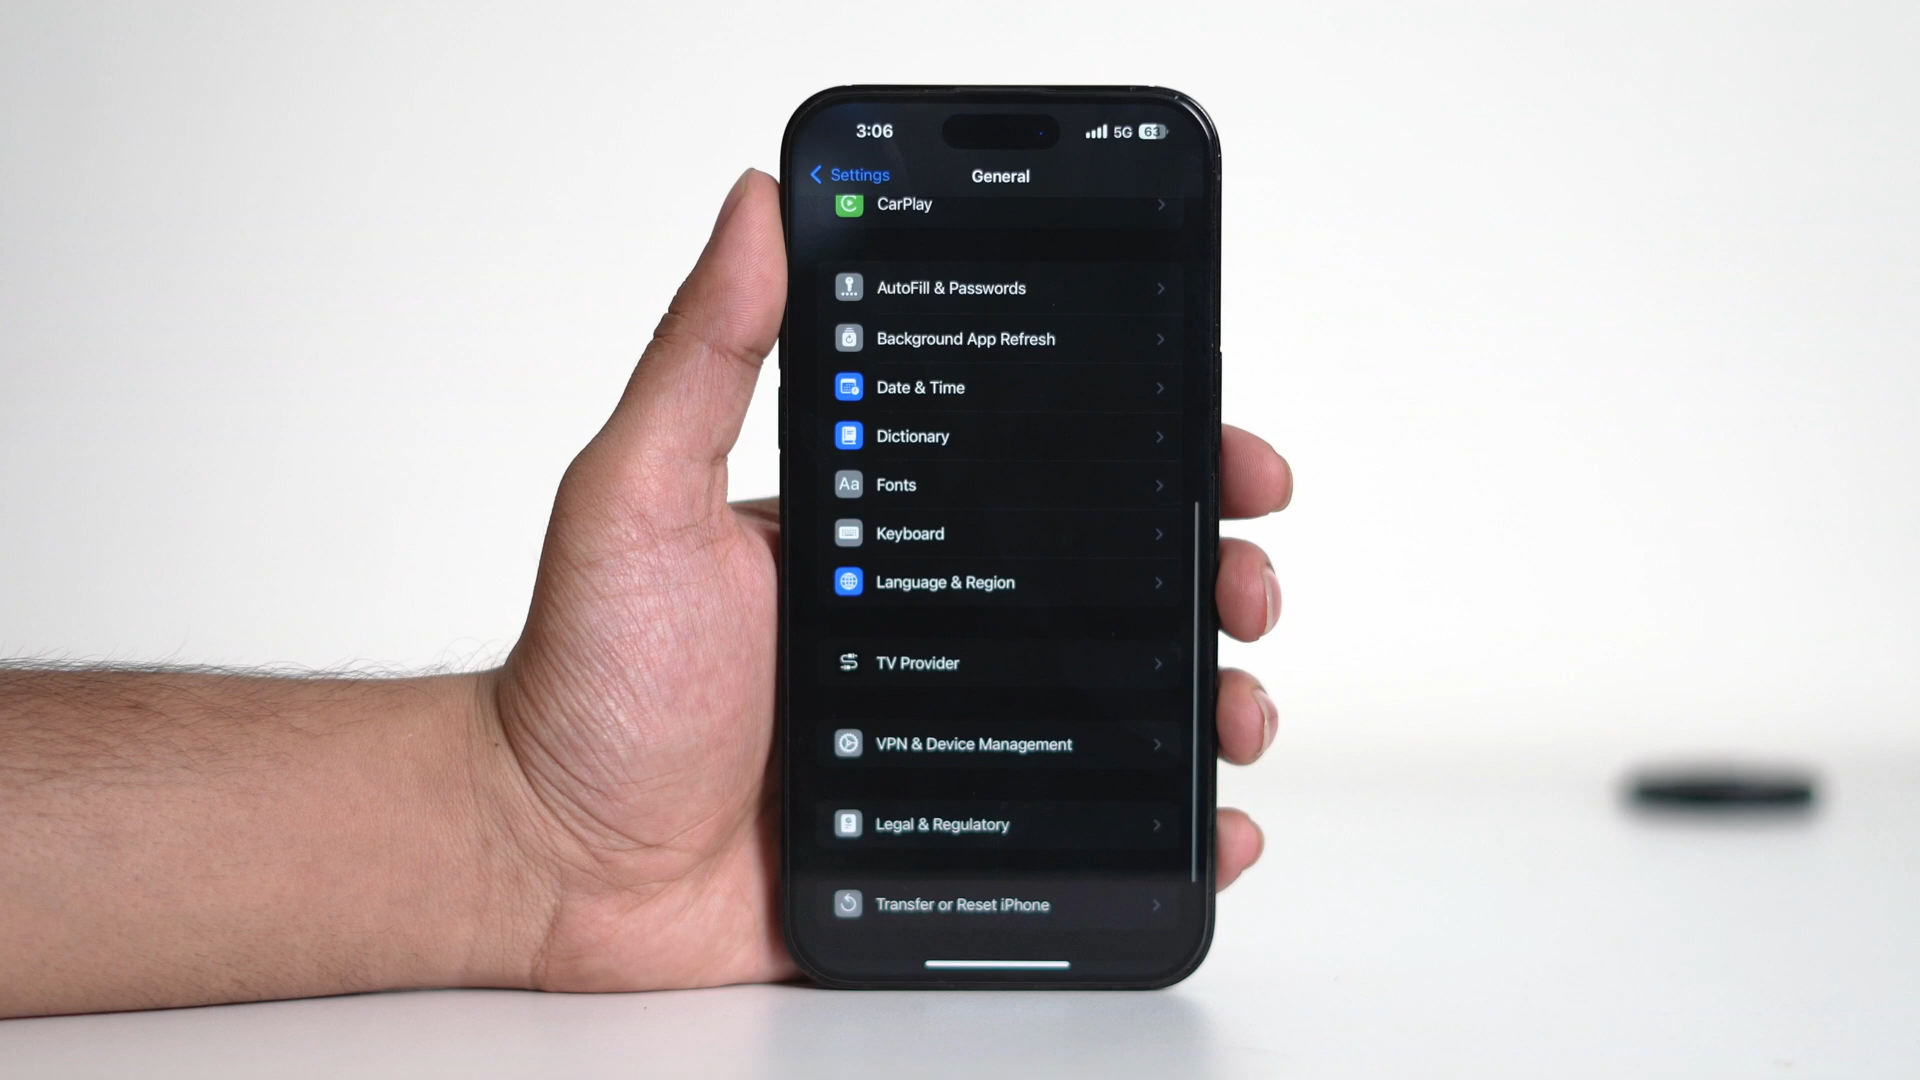 3:06 5G 63
Settings General
CarPlay
AutoFill & Passwords
Background App Refresh
Date & Time
Dictionary
Aa Fonts
Keyboard
Language & Region
TV Provider
VPN & Device Management
Legal & Regulatory
Transfer or Reset iPhone